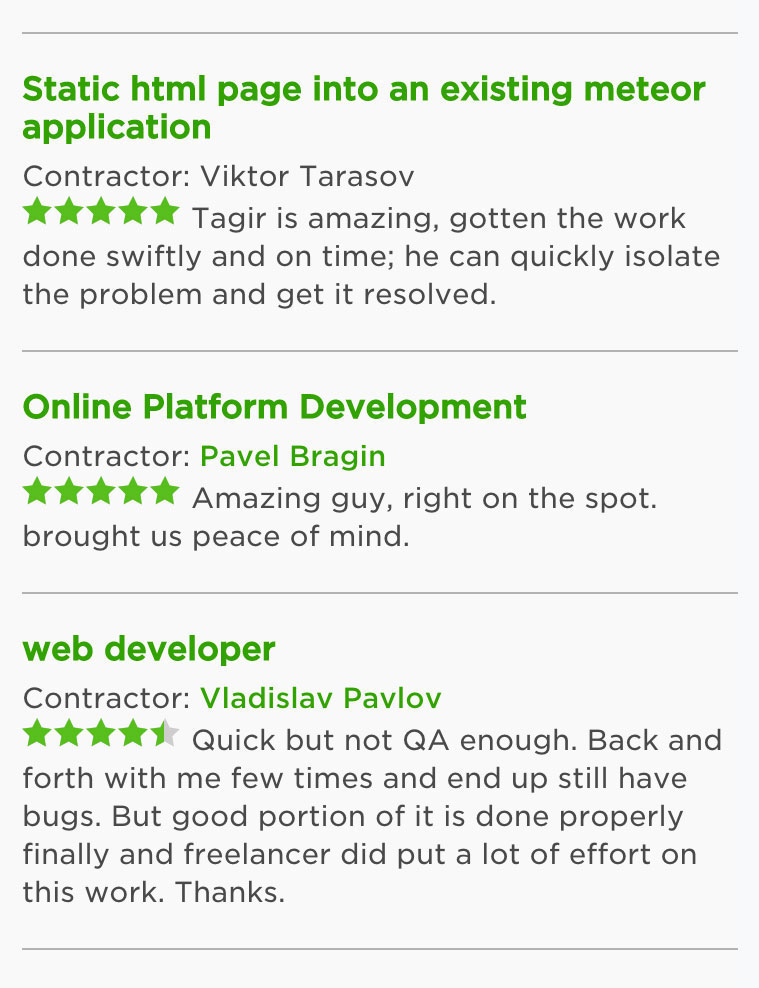 Static html page into an existing meteor
application
Contractor: Viktor Tarasov
Tagir is amazing, gotten the work
done swiftly and on time; he can quickly isolate
the problem and get it resolved.
Online Platform Development
Contractor: Pavel Bragin
Amazing guy, right on the spot.
brought us peace of mind.
web developer
Contractor: Vladislav Pavlov
Quick but not QA enough. Back and
forth with me few times and end up still have
bugs. But good portion of it is done properly
finally and freelancer did put a lot of effort on
this work. Thanks.